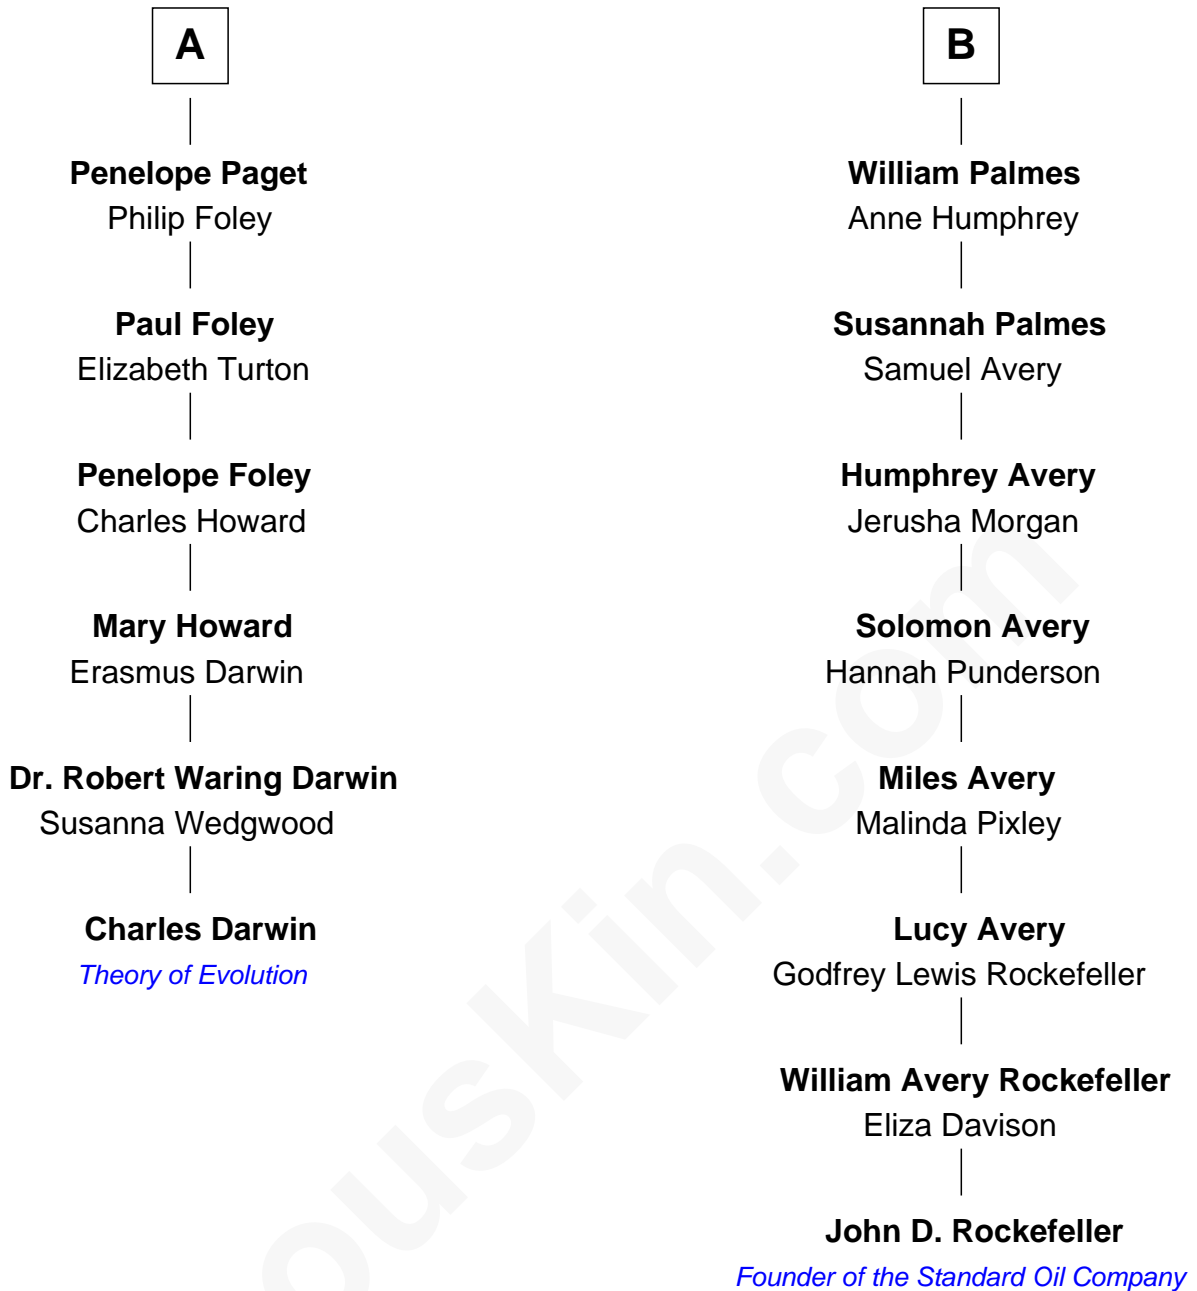 A
Penelope Paget
Philip Foley
Paul Foley
Elizabeth Turton
Penelope Foley
Charles Howard
Mary Howard
Erasmus Darwin
Dr. Robert Waring Darwin
Susanna Wedgwood
Charles Darwin
Theory of Evolution
B
William Palmes
Anne Humphrey
Susannah Palmes
Samuel Avery
Humphrey Avery
Jerusha Morgan
Solomon Avery
Hannah Punderson
Miles Avery
Malinda Pixley
Lucy Avery
Godfrey Lewis Rockefeller
William Avery Rockefeller
Eliza Davison
John D. Rockefeller
Founder of the Standard Oil Company
ousKin.com